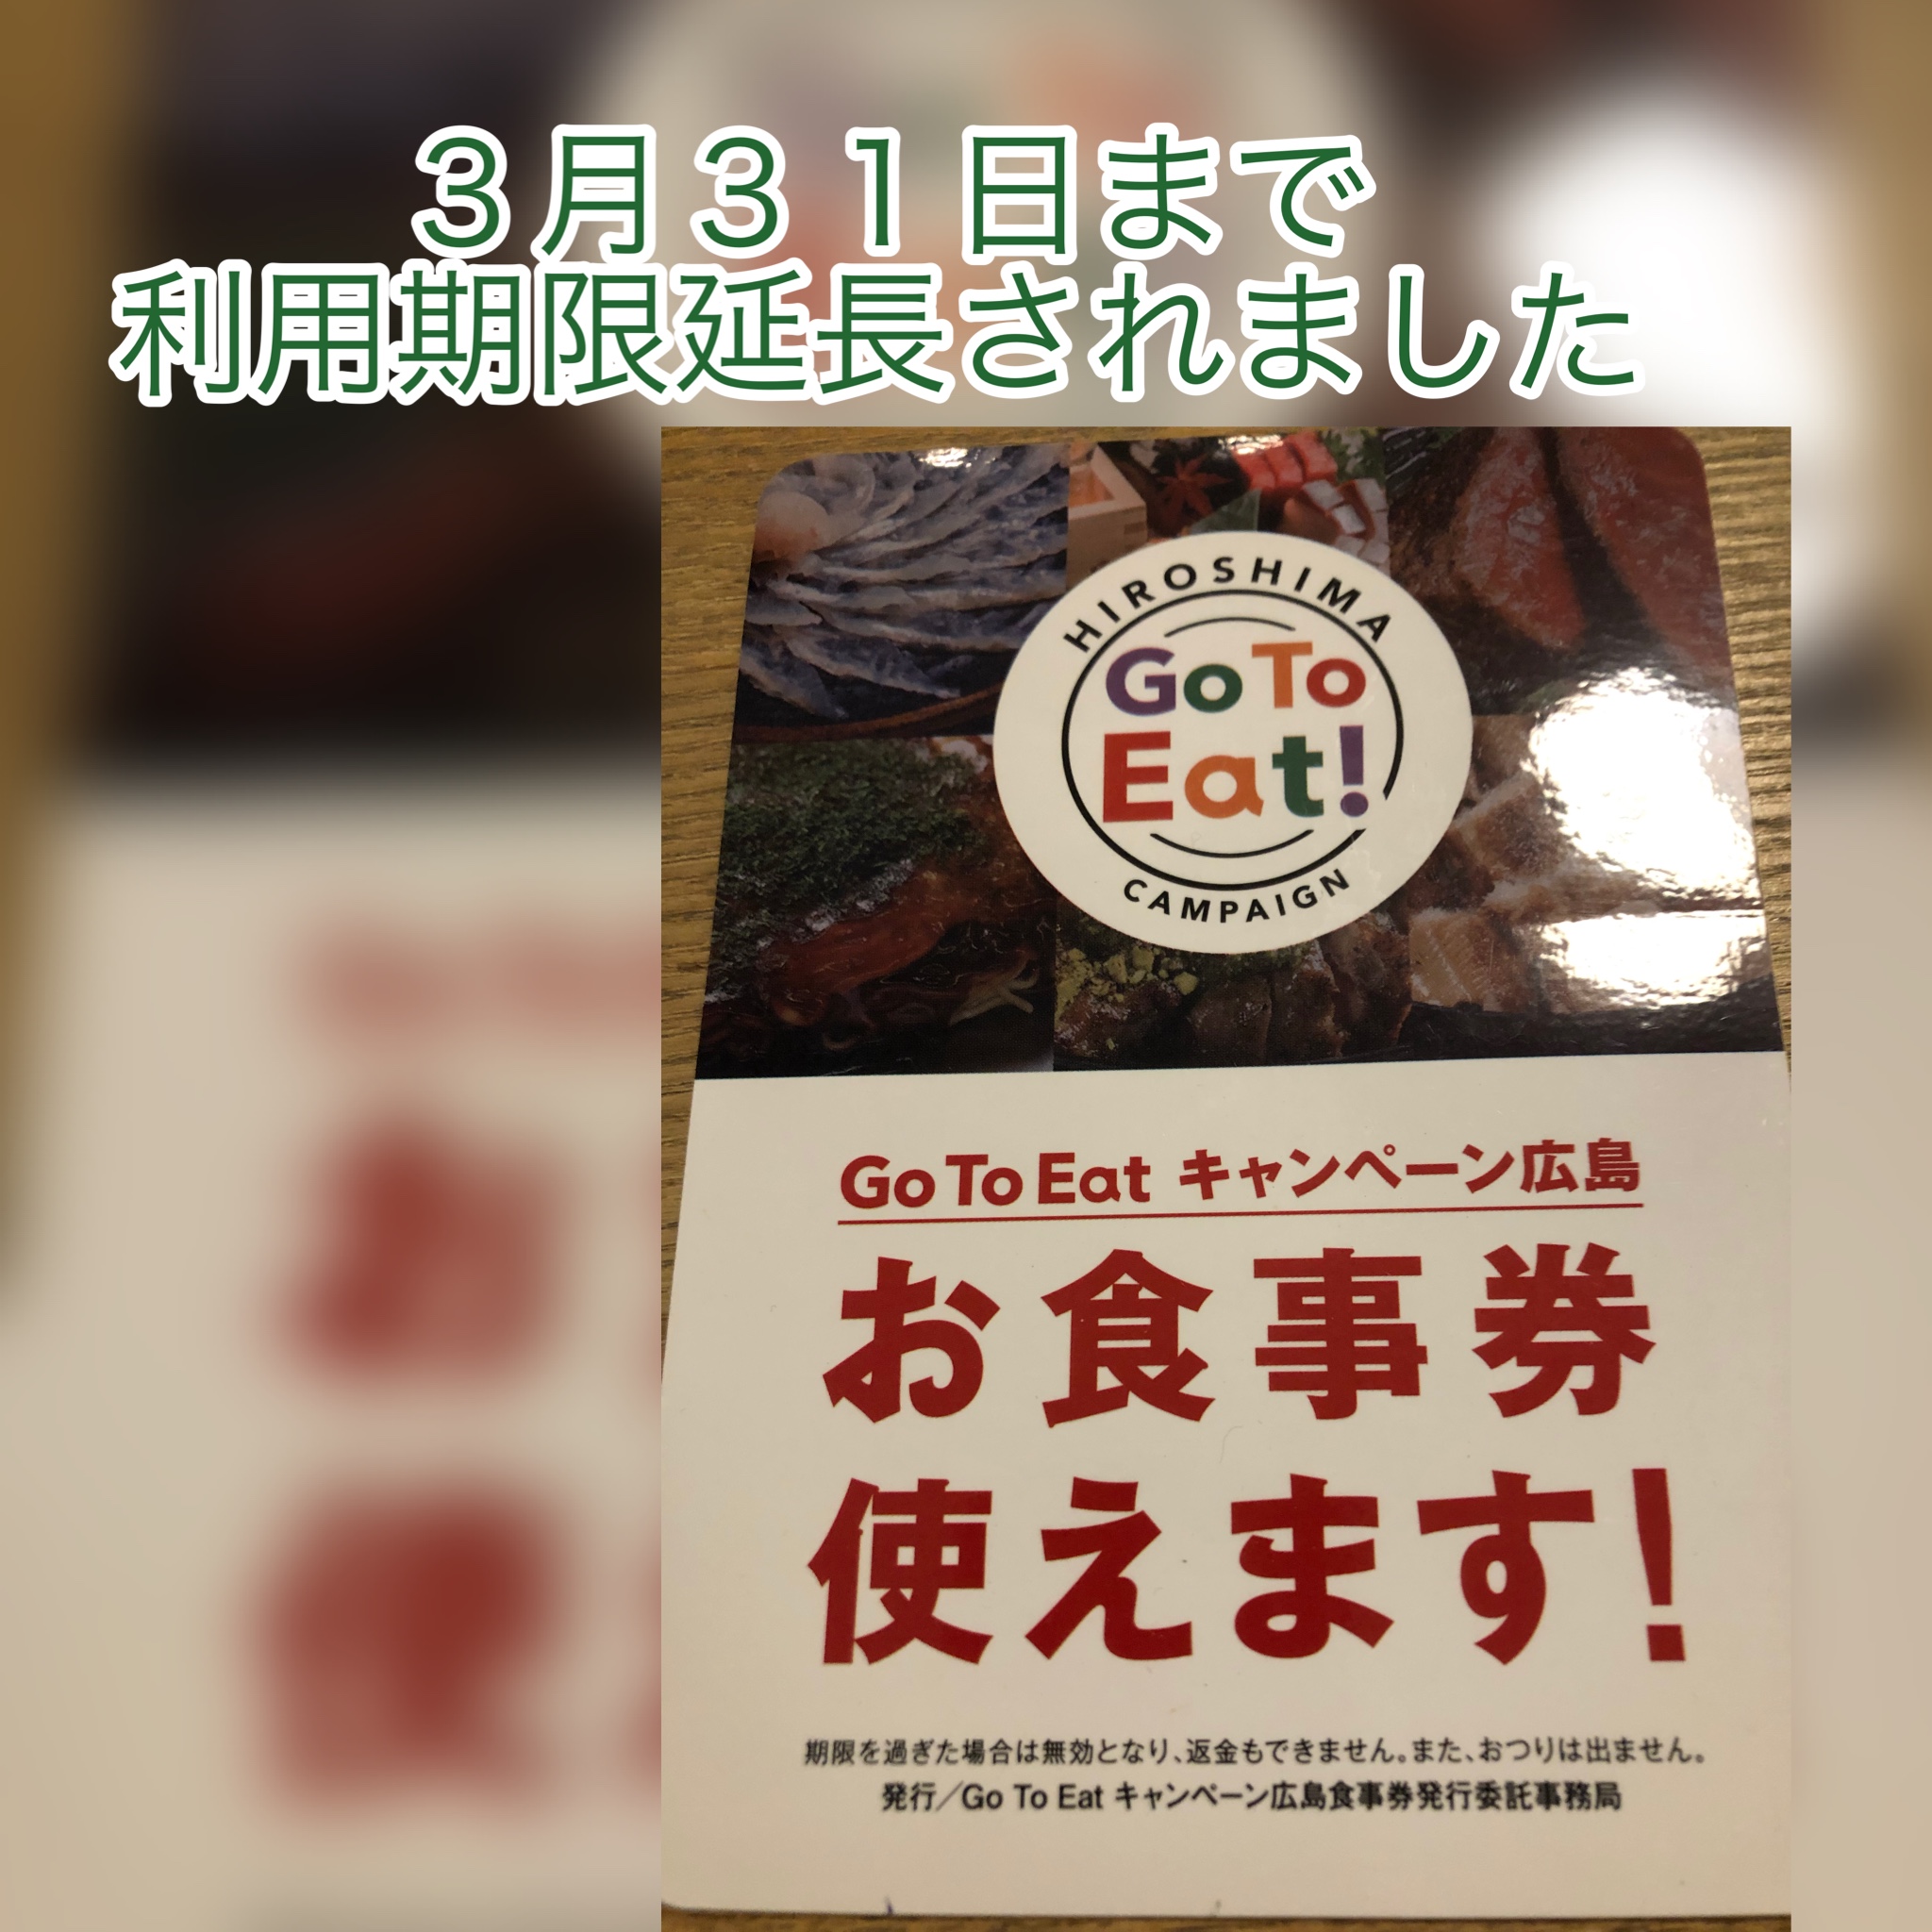 ３月３１日まで
利用期限延長されました
HIROSHIMA
Go To
Eat!
CAMPAIGN
Go To Eat キャンペーン広島
お食事券
使えます!
期限を過ぎた場合は無効となり、返金もできません。また、おつりは出ません。
発行／Go To Eat キャンペーン広島食事券発行委託事務局